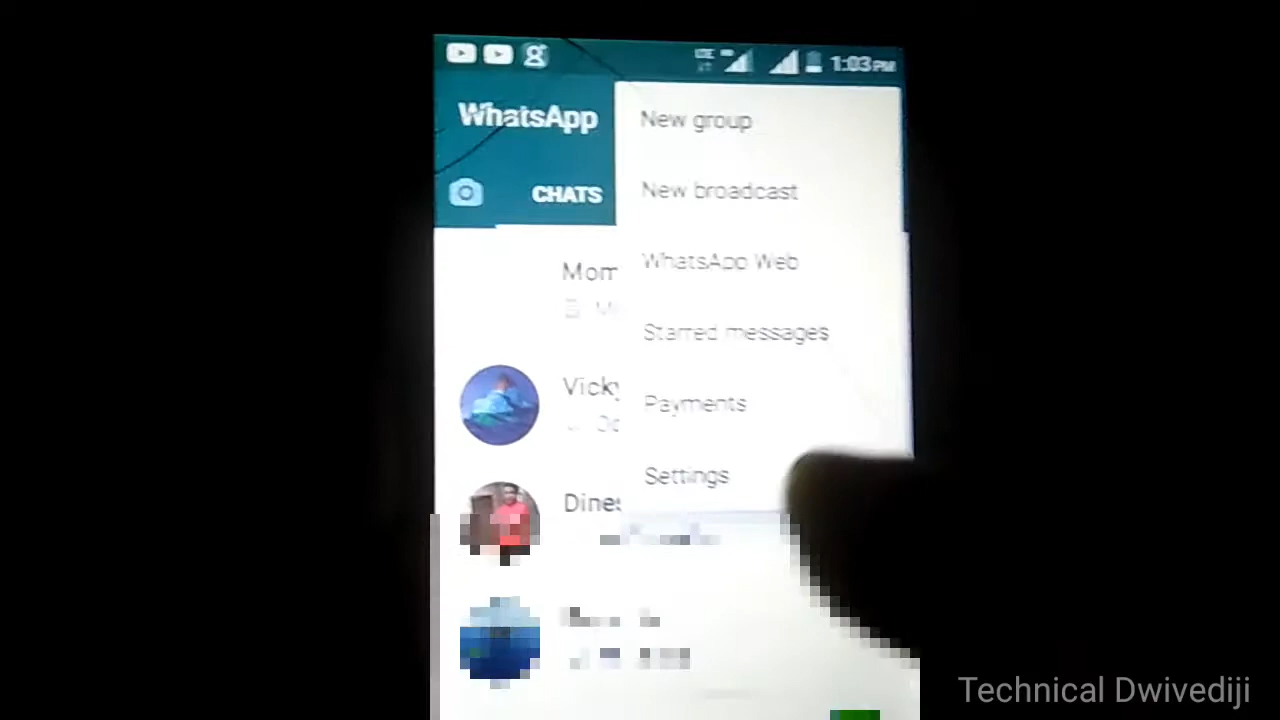 LTE
1:03 PM
WhatsApp
New group
CHATS
New broadcast
Mom
WhatsApp Web
Starred messages
Vicky
Payments
Settings
Dines
Technical Dwivediji